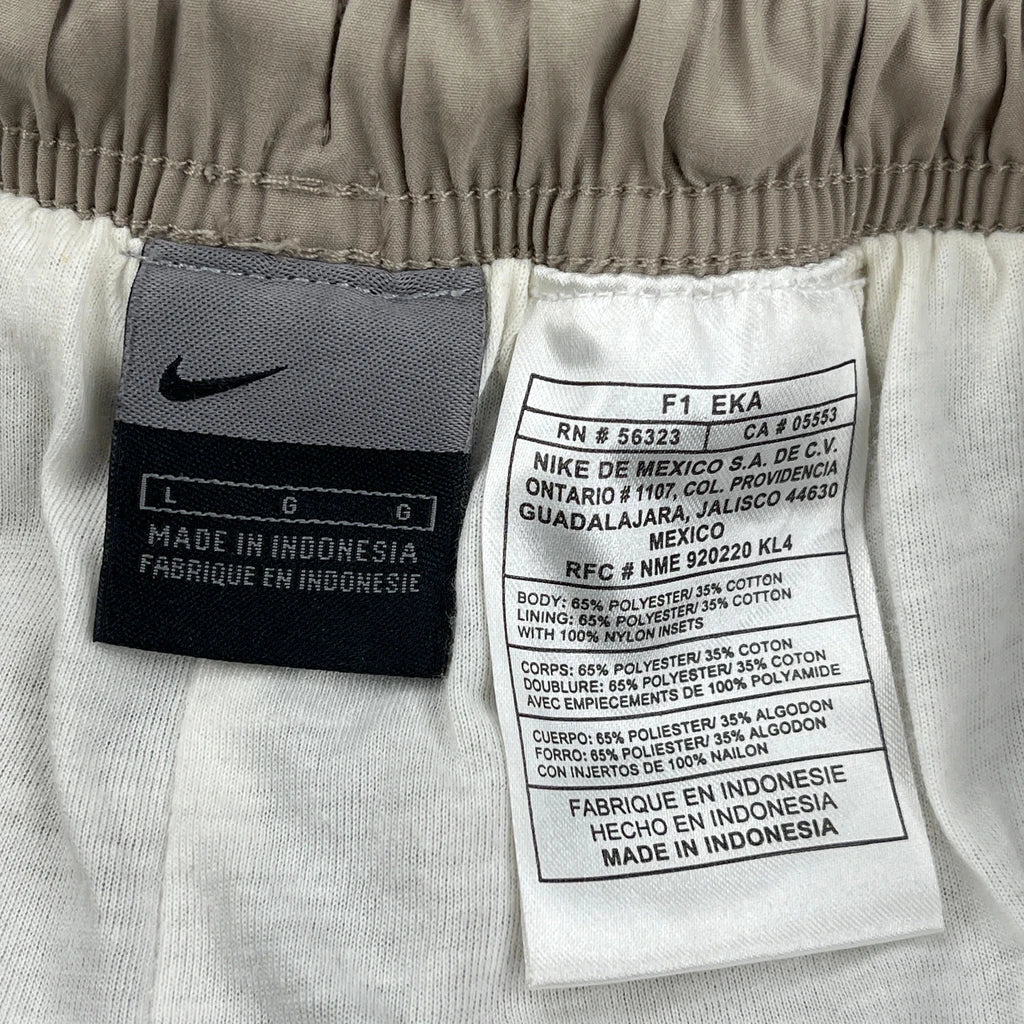 L G G
MADE IN INDONESIA
FABRIQUE EN INDONESIE
F1 EKA
RN # 56323 CA # 05553
NIKE DE MEXICO S.A. DE C.V.
ONTARIO # 1107, COL. PROVIDENCIA
GUADALAJARA, JALISCO 44630
MEXICO
RFC # NME 920220 KL4
BODY: 65% POLYESTER/ 35% COTTON
LINING: 65% POLYESTER/ 35% COTTON
WITH 100% NYLON INSETS
CORPS: 65% POLYESTER/ 35% COTON
DOUBLURE: 65% POLYESTER/ 35% COTON
AVEC EMPIECEMENTS DE 100% POLYAMIDE
CUERPO: 65% POLIESTER/ 35% ALGODON
FORRO: 65% POLIESTER/ 35% ALGODON
CON INJERTOS DE 100% NAILON
FABRIQUE EN INDONESIE
HECHO EN INDONESIA
MADE IN INDONESIA